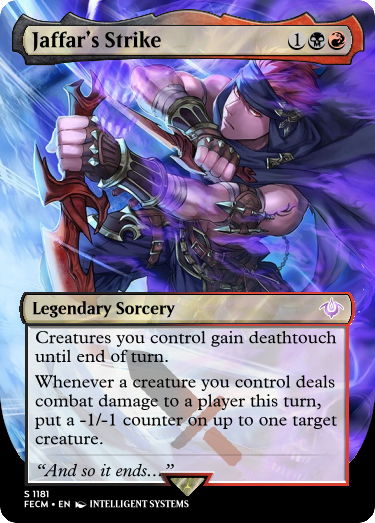 Jaffar's Strike 1
Legendary Sorcery
Creatures you control gain deathtouch
until end of turn.
Whenever a creature you control deals
combat damage to a player this turn,
put a -1/-1 counter on up to one target
creature.
“And so it ends...”
S 1181
FECM • EN INTELLIGENT SYSTEMS